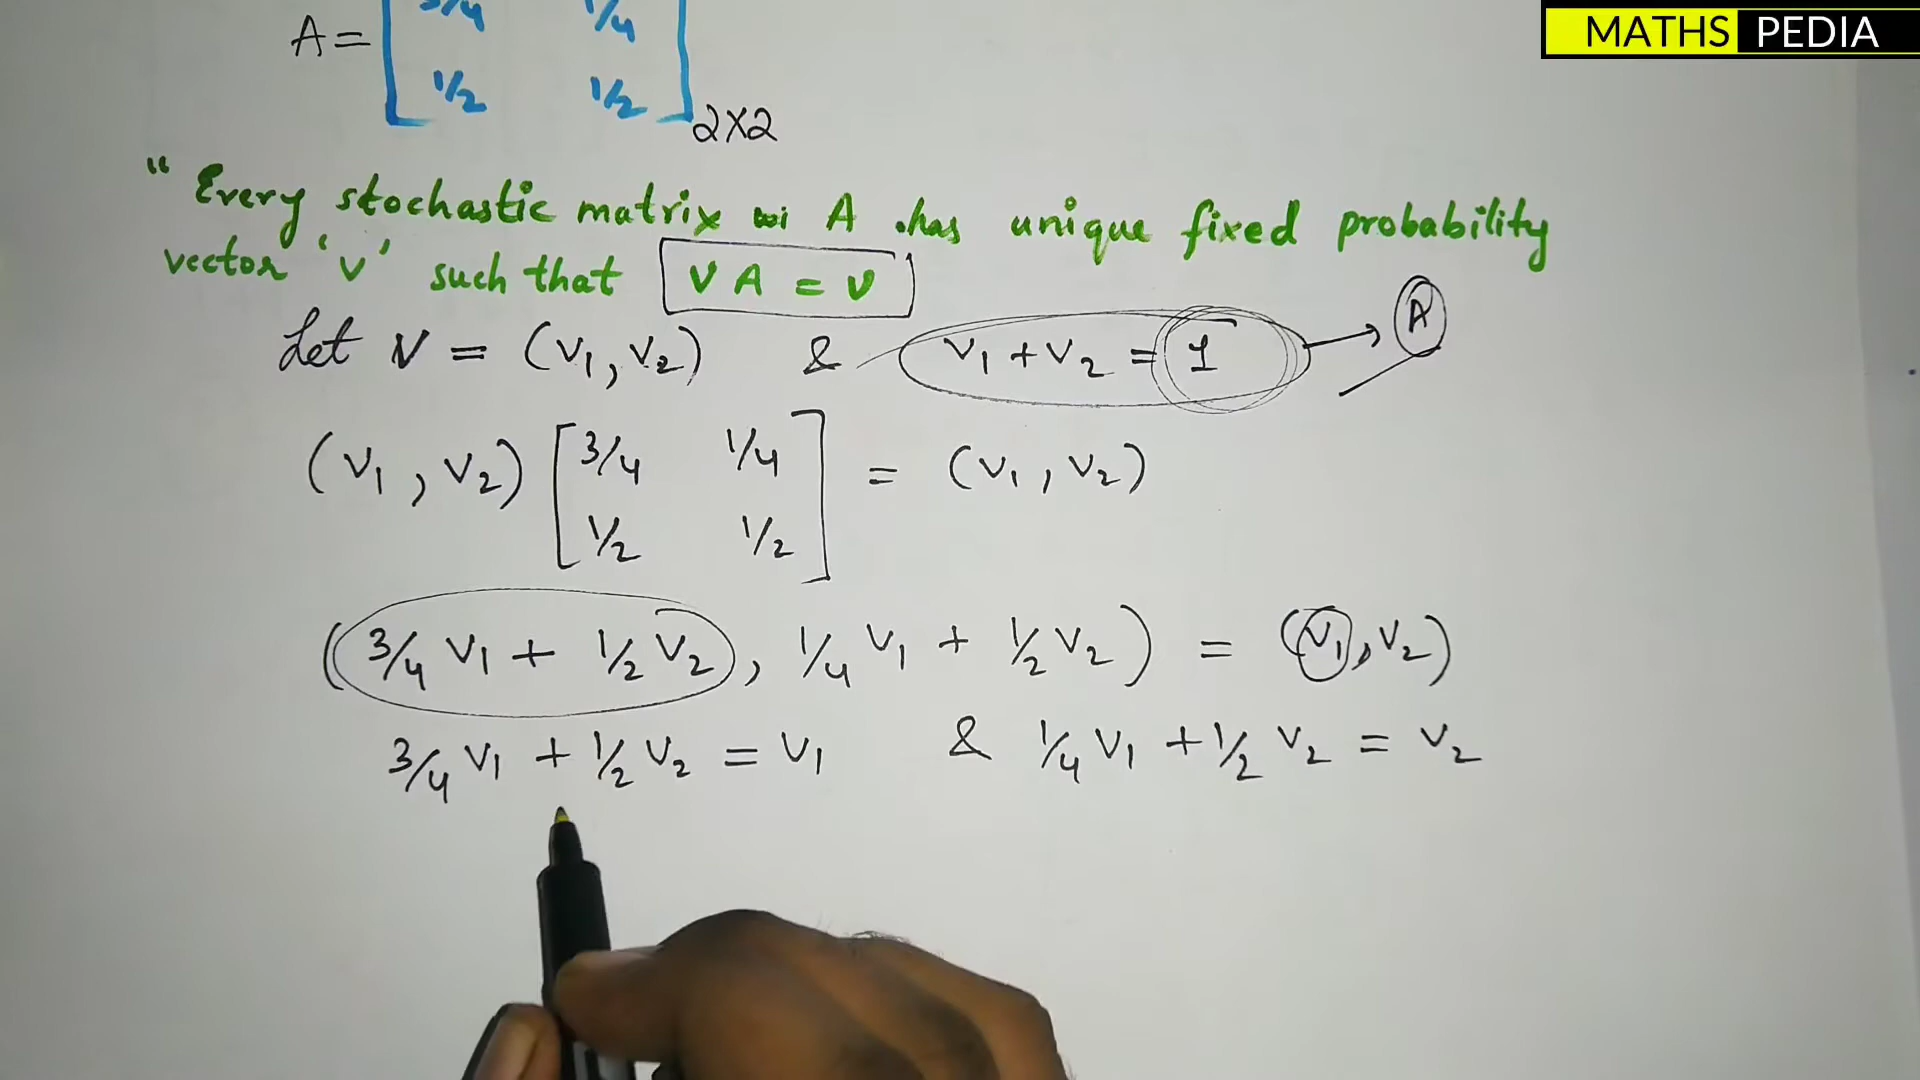 MATHS PEDIA
A = [ 3/4 1/4
1/2 1/2 ] 2×2
" Every stochastic matrix A has unique fixed probability
vector 'v' such that VA = v
Let V = (V₁, V₂) & V₁ + V₂ = 1 → A
(V₁, V₂) [ 3/4 1/4 = (V₁, V₂)
1/2 1/2 ]
(3/4 V₁ + 1/2 V₂, 1/4 V₁ + 1/2 V₂) = (V₁, V₂)
3/4 V₁ + 1/2 V₂ = V₁ & 1/4 V₁ + 1/2 V₂ = V₂